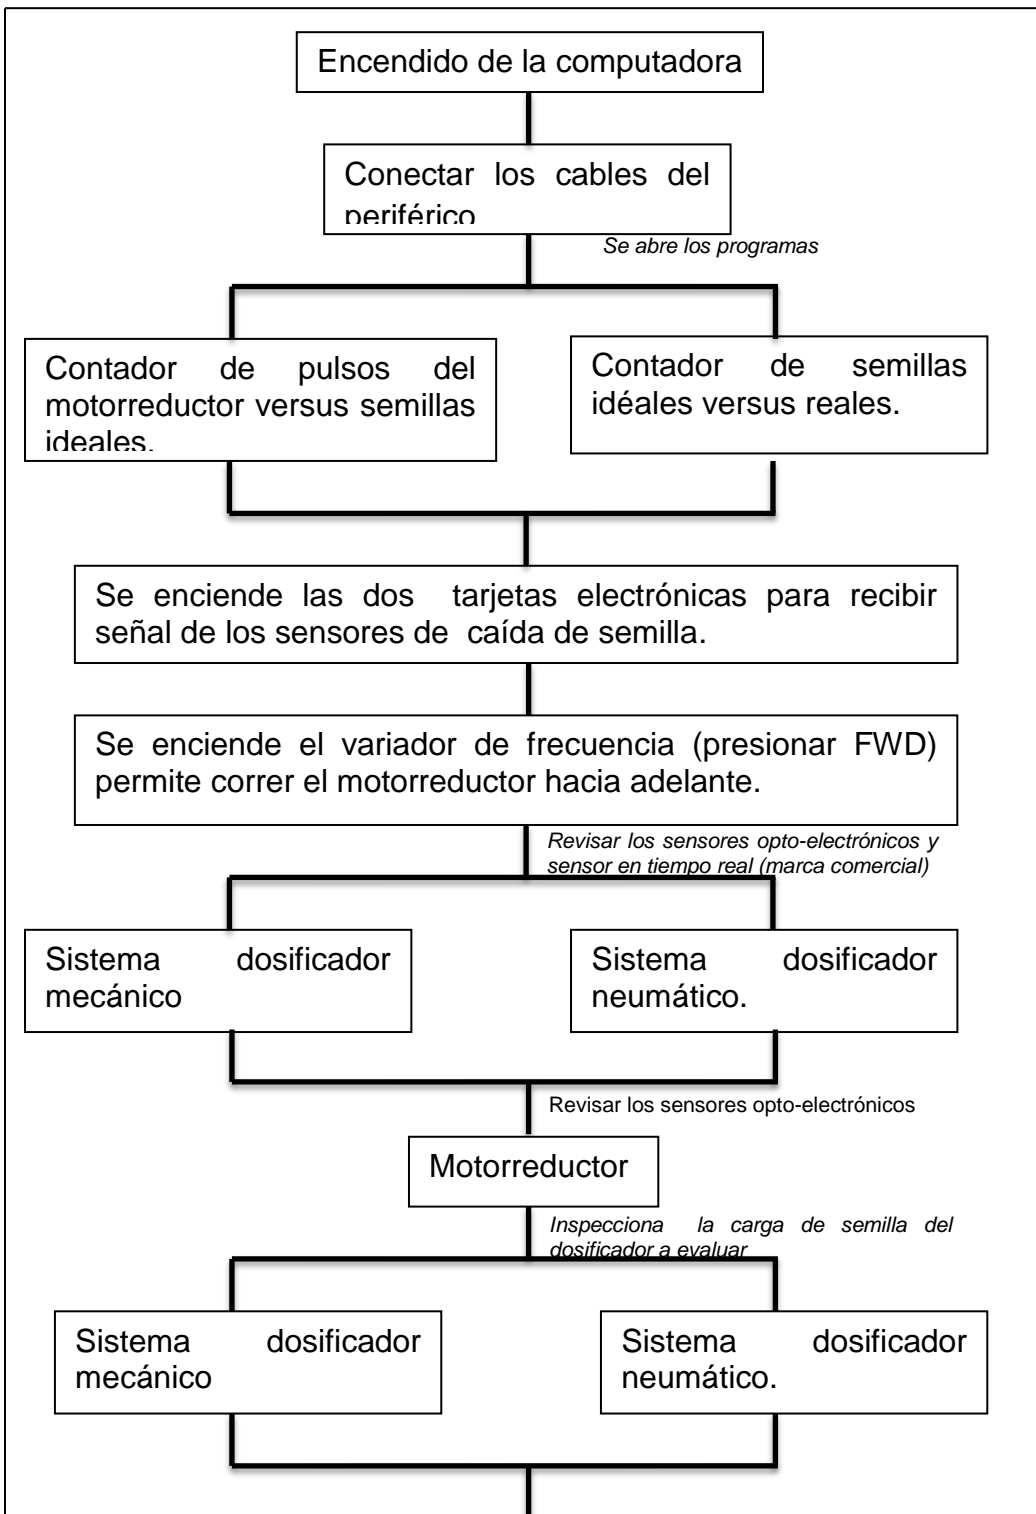 Encendido de la computadora
Conectar los cables del
periférico
Se abre los programas
Contador de pulsos del
motorreductor versus semillas
ideales.
Contador de semillas
idéales versus reales.
Se enciende las dos tarjetas electrónicas para recibir
señal de los sensores de caída de semilla.
Se enciende el variador de frecuencia (presionar FWD)
permite correr el motorreductor hacia adelante.
Revisar los sensores opto-electrónicos y
sensor en tiempo real (marca comercial)
Sistema dosificador
mecánico
Sistema dosificador
neumático.
Revisar los sensores opto-electrónicos
Motorreductor
Inspecciona la carga de semilla del
dosificador a evaluar
Sistema dosificador
mecánico
Sistema dosificador
neumático.